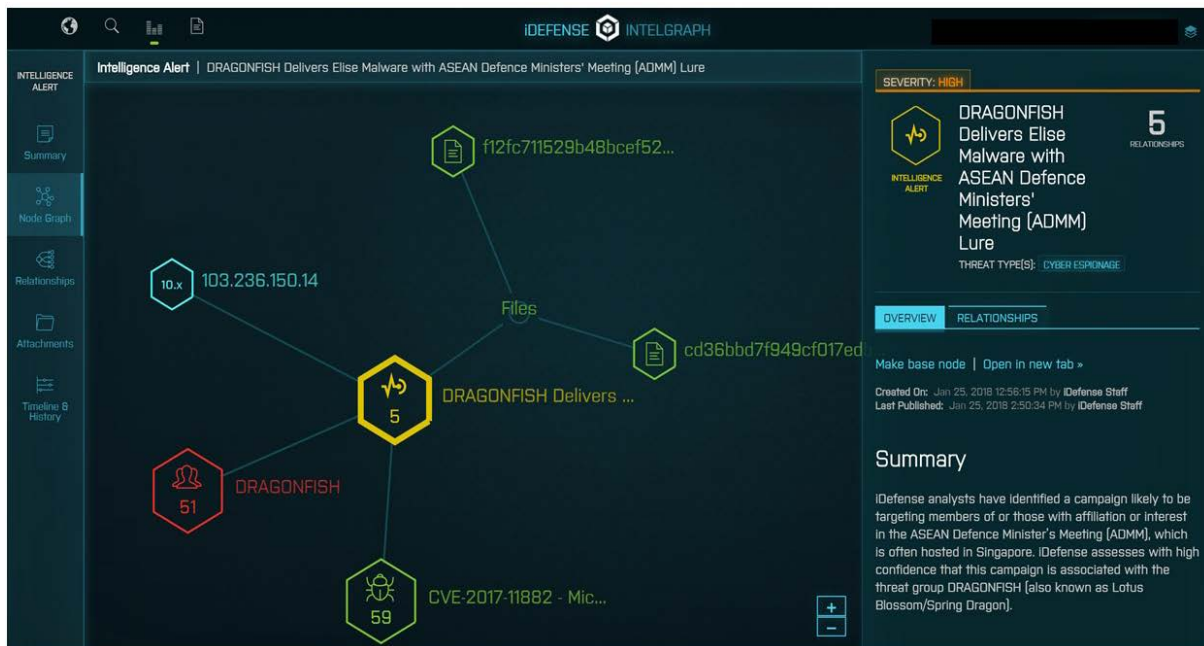 iDEFENSE INTELGRAPH
INTELLIGENCE
ALERT
Summary
Node Graph
Relationships
Attachments
Timeline &
History
Intelligence Alert | DRAGONFISH Delivers Elise Malware with ASEAN Defence Ministers' Meeting (ADMM) Lure
f12fc711529b48bcef52...
10.x
103.236.150.14
Files
cd36bbd7f949cf017edb
5
DRAGONFISH Delivers ...
51
DRAGONFISH
59
CVE-2017-11882 - Mic...
+
−
SEVERITY: HIGH
INTELLIGENCE
ALERT
DRAGONFISH
Delivers Elise
Malware with
ASEAN Defence
Ministers'
Meeting (ADMM)
Lure
5
RELATIONSHIPS
THREAT TYPE[S]: CYBER ESPIONAGE
OVERVIEW RELATIONSHIPS
Make base node | Open in new tab »
Created On: Jan 25, 2018 12:56:15 PM by iDefense Staff
Last Published: Jan 25, 2018 2:50:34 PM by iDefense Staff
Summary
iDefense analysts have identified a campaign likely to be
targeting members of or those with affiliation or interest
in the ASEAN Defence Minister's Meeting (ADMM), which
is often hosted in Singapore. iDefense assesses with high
confidence that this campaign is associated with the
threat group DRAGONFISH (also known as Lotus
Blossom/Spring Dragon).